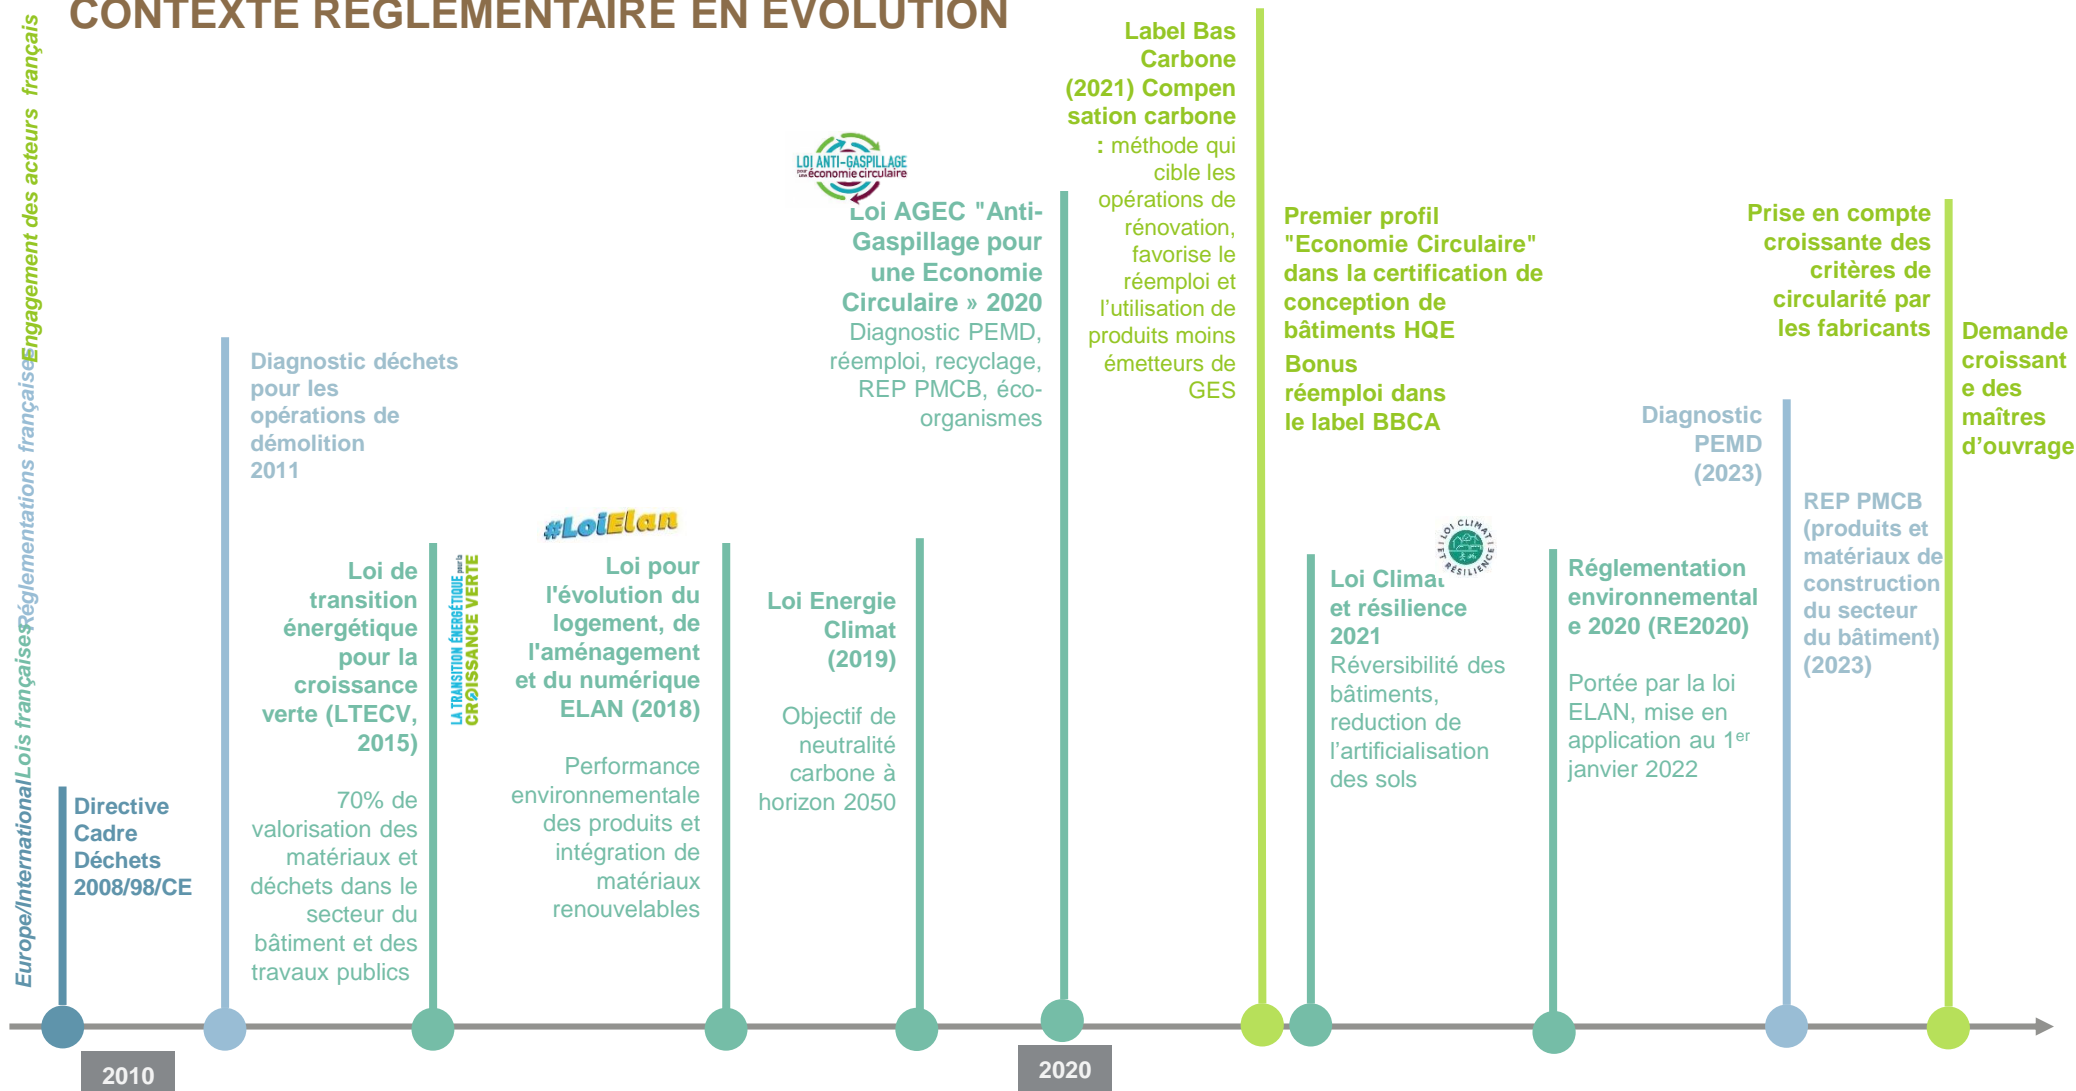 CONTEXTE RÉGLEMENTAIRE EN ÉVOLUTION
Engagement des acteurs français
Réglementations françaises
Lois françaises
Europe/International
Directive
Cadre
Déchets
2008/98/CE
Diagnostic déchets
pour les
opérations de
démolition
2011
Loi de
transition
énergétique
pour la
croissance
verte (LTECV,
2015)
70% de
valorisation des
matériaux et
déchets dans le
secteur du
bâtiment et des
travaux publics
LA TRANSITION ÉNERGÉTIQUE pour la
CROISSANCE VERTE
#LoiElan
Loi pour
l'évolution du
logement, de
l'aménagement
et du numérique
ELAN (2018)
Performance
environnementale
des produits et
intégration de
matériaux
renouvelables
Loi Energie
Climat
(2019)
Objectif de
neutralité
carbone à
horizon 2050
LOI ANTI-GASPILLAGE
pour une économie circulaire
Loi AGEC "Anti-
Gaspillage pour
une Economie
Circulaire » 2020
Diagnostic PEMD,
réemploi, recyclage,
REP PMCB, éco-
organismes
Label Bas
Carbone
(2021) Compen
sation carbone
: méthode qui
cible les
opérations de
rénovation,
favorise le
réemploi et
l’utilisation de
produits moins
émetteurs de
GES
Premier profil
"Economie Circulaire"
dans la certification de
conception de
bâtiments HQE
Bonus
réemploi dans
le label BBCA
LOI CLIMAT
ET RÉSILIENCE
Loi Climat
et résilience
2021
Réversibilité des
bâtiments,
reduction de
l’artificialisation
des sols
Réglementation
environnemental
e 2020 (RE2020)
Portée par la loi
ELAN, mise en
application au 1er
janvier 2022
Diagnostic
PEMD
(2023)
REP PMCB
(produits et
matériaux de
construction
du secteur
du bâtiment)
(2023)
Prise en compte
croissante des
critères de
circularité par
les fabricants
Demande
croissant
e des
maîtres
d’ouvrage
2010
2020